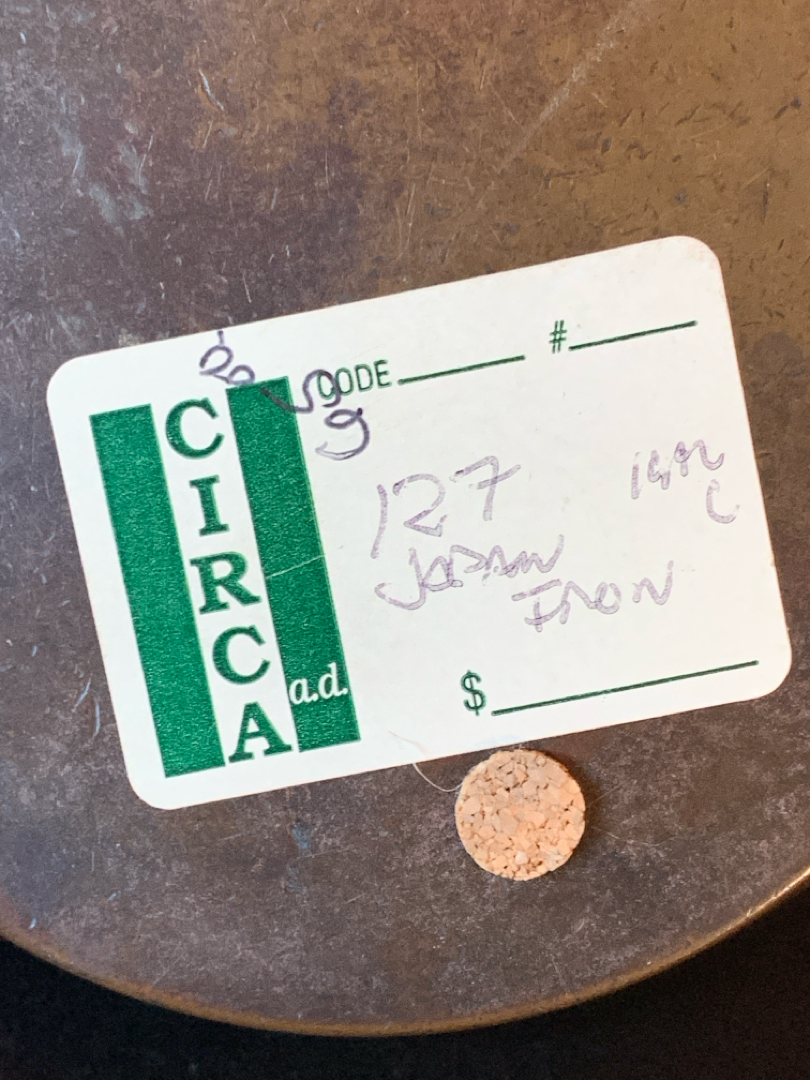 CODE #
CIRCA
a.d.
127
JAPAN
IRON
$